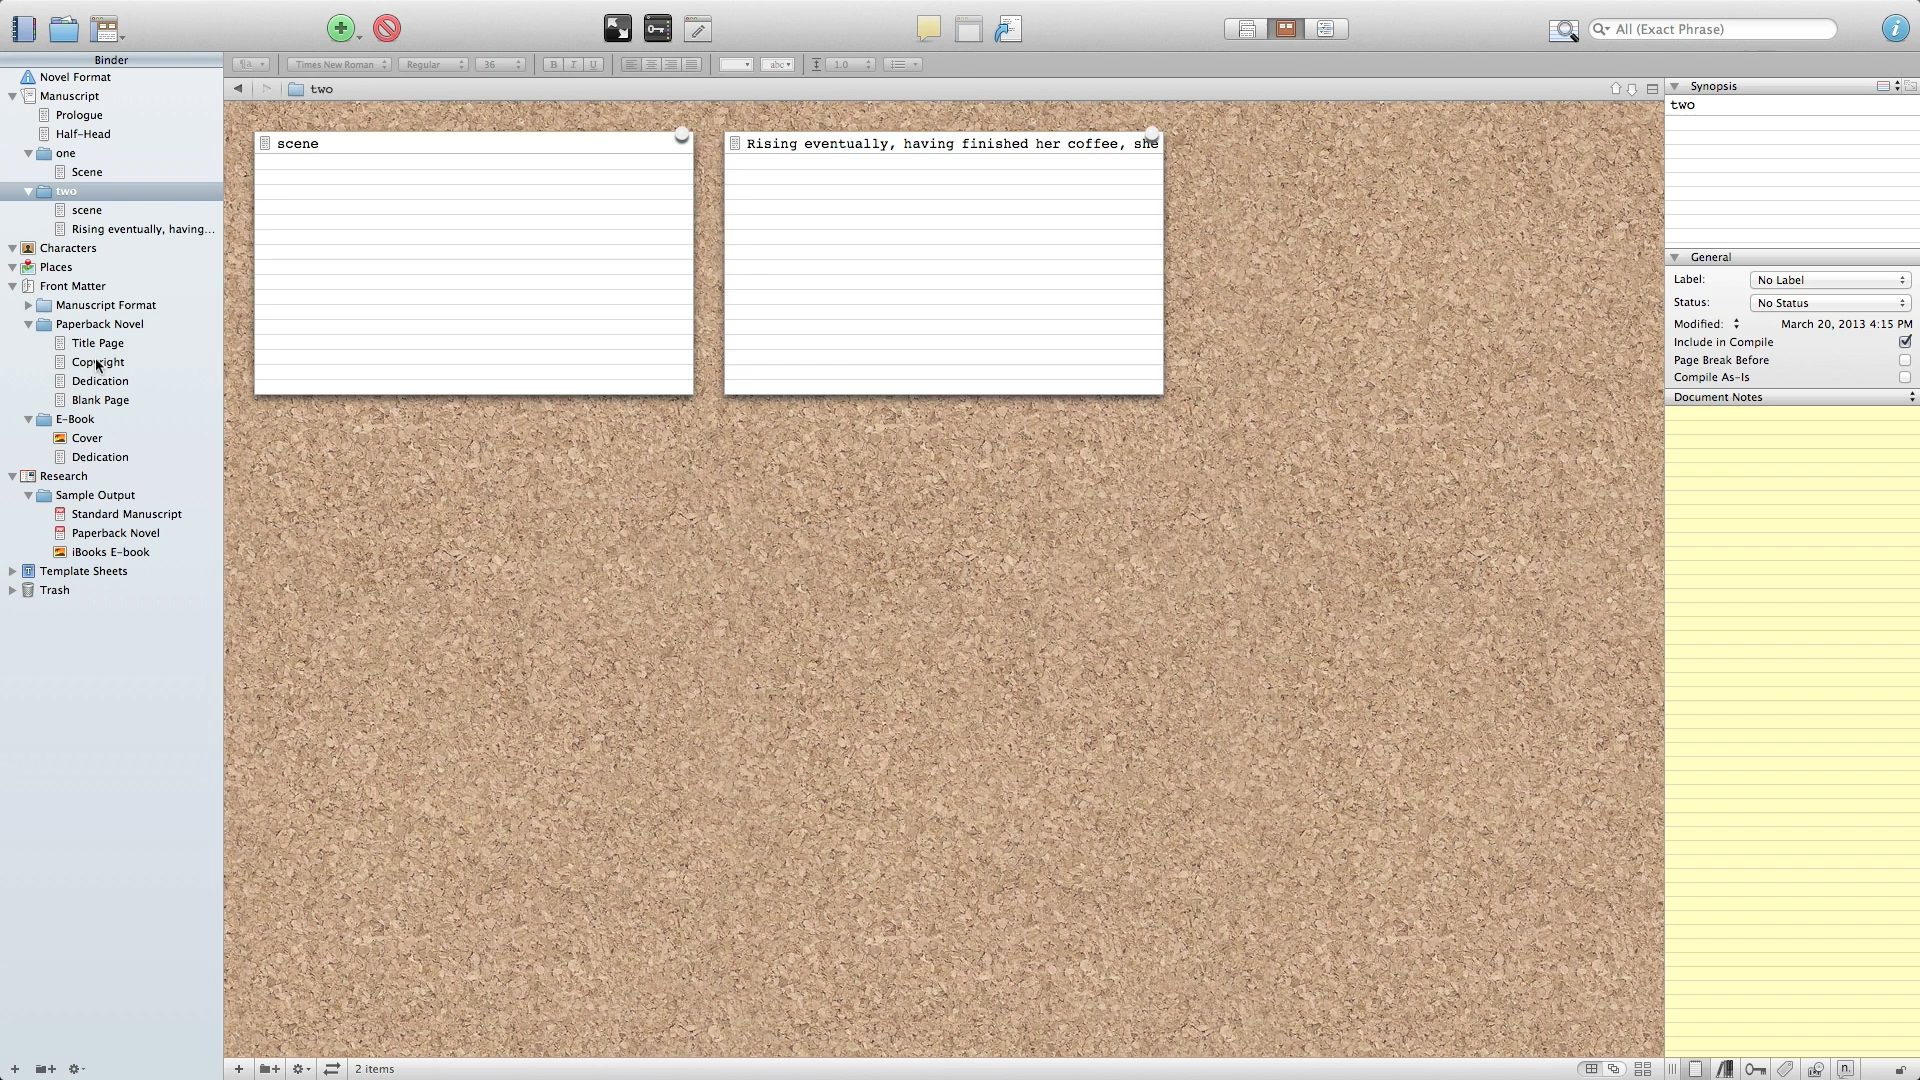 All (Exact Phrase)
Binder
Times New Roman
Regular
36
B
I
U
abc
1.0
Novel Format
Manuscript
Prologue
Half-Head
one
Scene
two
scene
Rising eventually, having...
Characters
Places
Front Matter
Manuscript Format
Paperback Novel
Title Page
Copyright
Dedication
Blank Page
E-Book
Cover
Dedication
Research
Sample Output
Standard Manuscript
Paperback Novel
iBooks E-book
Template Sheets
Trash
two
scene
Rising eventually, having finished her coffee, she
2 items
Synopsis
two
General
Label:
No Label
Status:
No Status
Modified:
March 20, 2013 4:15 PM
Include in Compile
Page Break Before
Compile As-Is
Document Notes